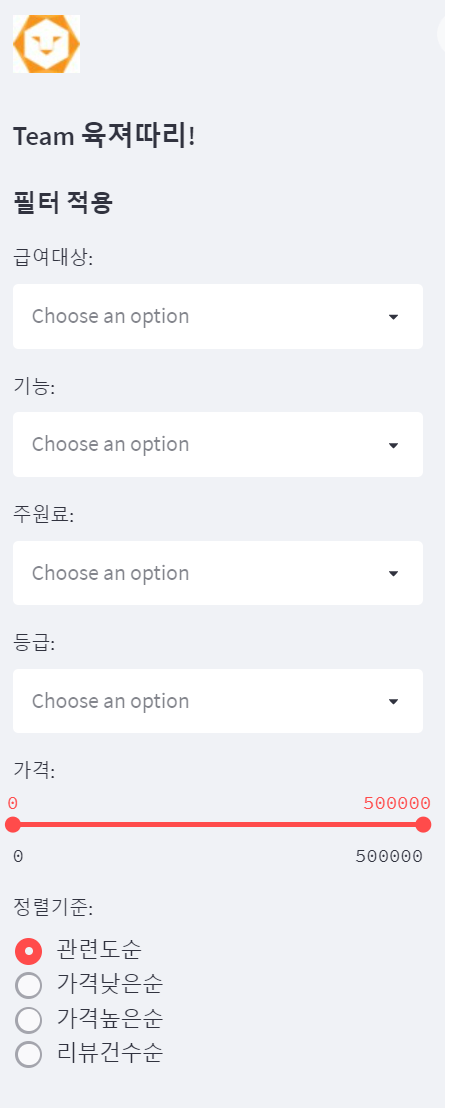 Team 육져따리!
필터 적용
급여대상:
Choose an option
기능:
Choose an option
주원료:
Choose an option
등급:
Choose an option
가격:
0 500000
0 500000
정렬기준:
관련도순
가격낮은순
가격높은순
리뷰건수순